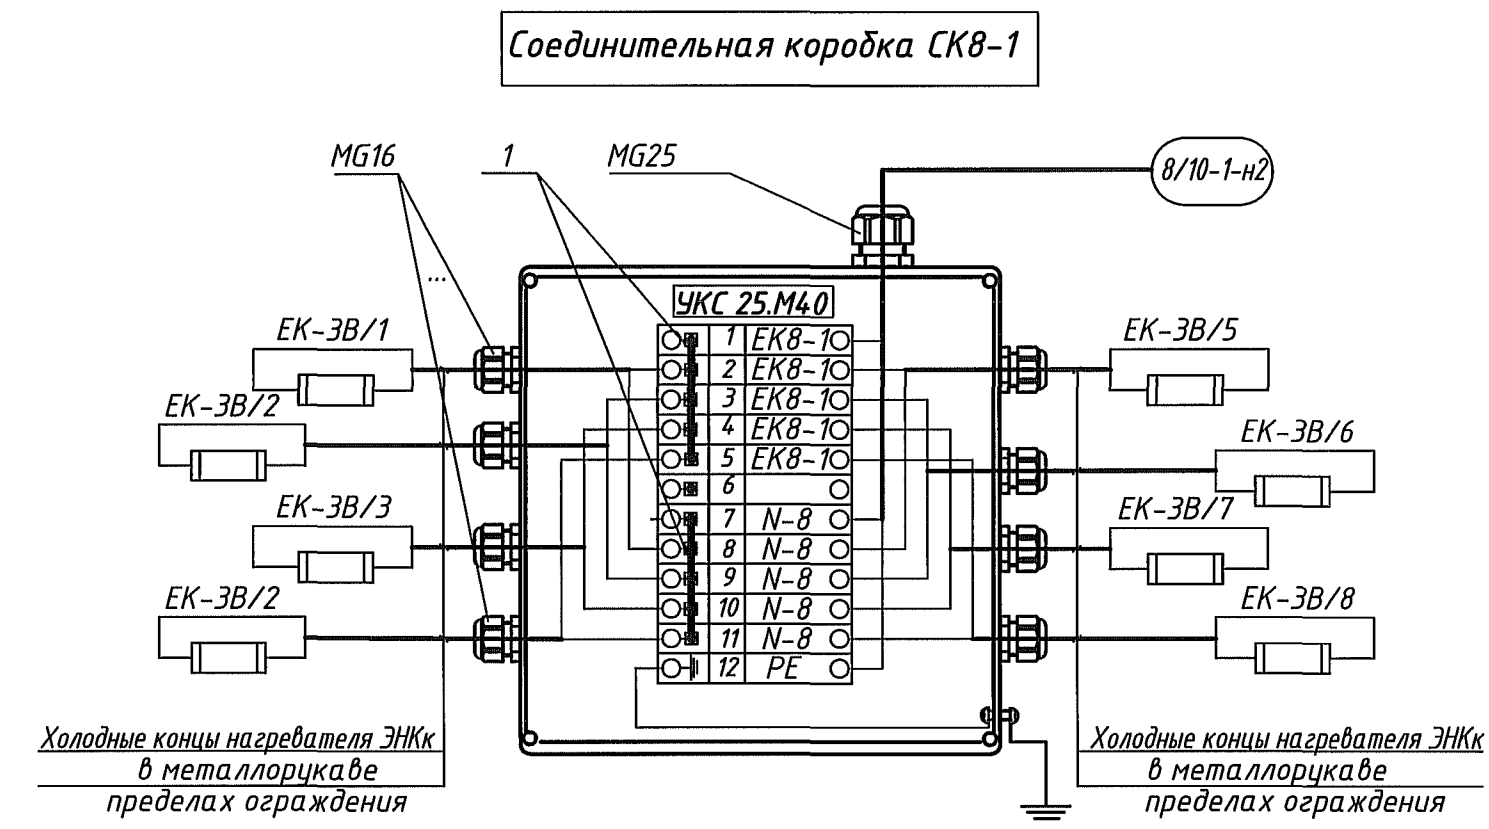 Соединительная коробка СК8-1
MG16
1
MG25
8/10-1-н2
...
УКС 25.М40
ЕК-3В/1
ЕК-3В/2
ЕК-3В/3
ЕК-3В/2
1 ЕК8-1
2 ЕК8-1
3 ЕК8-1
4 ЕК8-1
5 ЕК8-1
6
7 N-8
8 N-8
9 N-8
10 N-8
11 N-8
12 PE
ЕК-3В/5
ЕК-3В/6
ЕК-3В/7
ЕК-3В/8
Холодные концы нагревателя ЭНКк
в металлорукаве
пределах ограждения
Холодные концы нагревателя ЭНКк
в металлорукаве
пределах ограждения